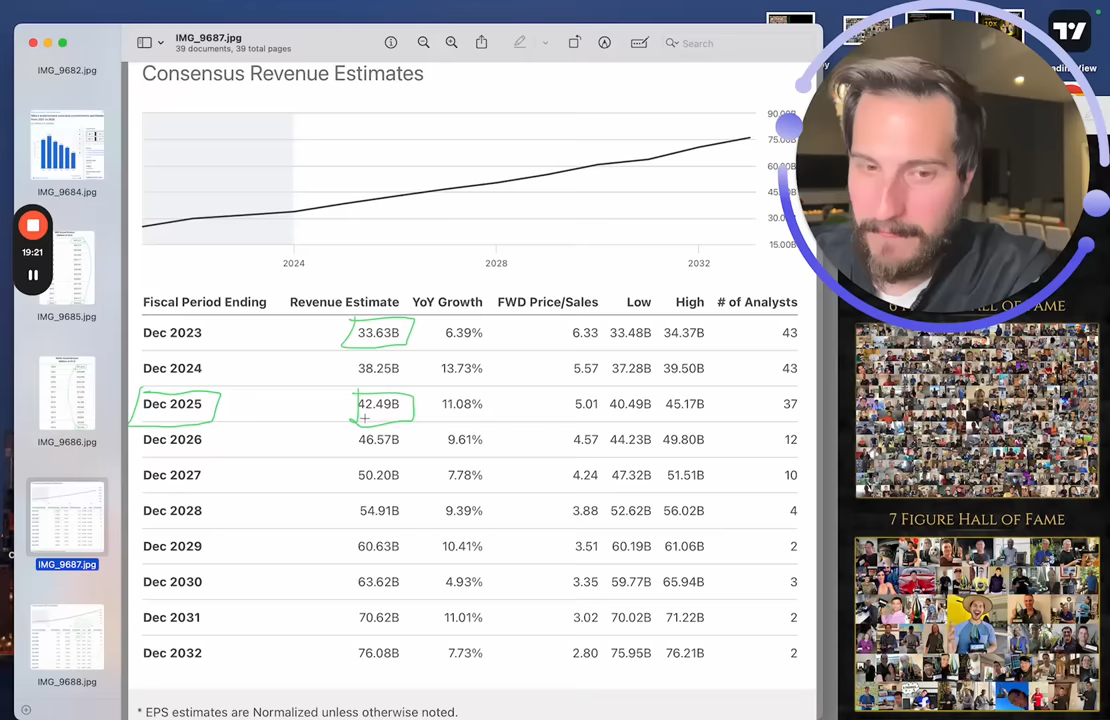 IMG_9687.jpg
39 documents, 39 total pages
Search
IMG_9682.jpg
IMG_9684.jpg
19:21
IMG_9685.jpg
IMG_9686.jpg
IMG_9687.jpg
IMG_9688.jpg
Consensus Revenue Estimates
75.00B
30.00B
15.00B
2024 2028 2032
Fiscal Period Ending Revenue Estimate YoY Growth FWD Price/Sales Low High # of Analysts
Dec 2023 33.63B 6.39% 6.33 33.48B 34.37B 43
Dec 2024 38.25B 13.73% 5.57 37.28B 39.50B 43
Dec 2025 42.49B 11.08% 5.01 40.49B 45.17B 37
Dec 2026 46.57B 9.61% 4.57 44.23B 49.80B 12
Dec 2027 50.20B 7.78% 4.24 47.32B 51.51B 10
Dec 2028 54.91B 9.39% 3.88 52.62B 56.02B 4
Dec 2029 60.63B 10.41% 3.51 60.19B 61.06B 2
Dec 2030 63.62B 4.93% 3.35 59.77B 65.94B 3
Dec 2031 70.62B 11.01% 3.02 70.02B 71.22B 2
Dec 2032 76.08B 7.73% 2.80 75.95B 76.21B 2
* EPS estimates are Normalized unless otherwise noted.
View
OF FAME
7 FIGURE HALL OF FAME